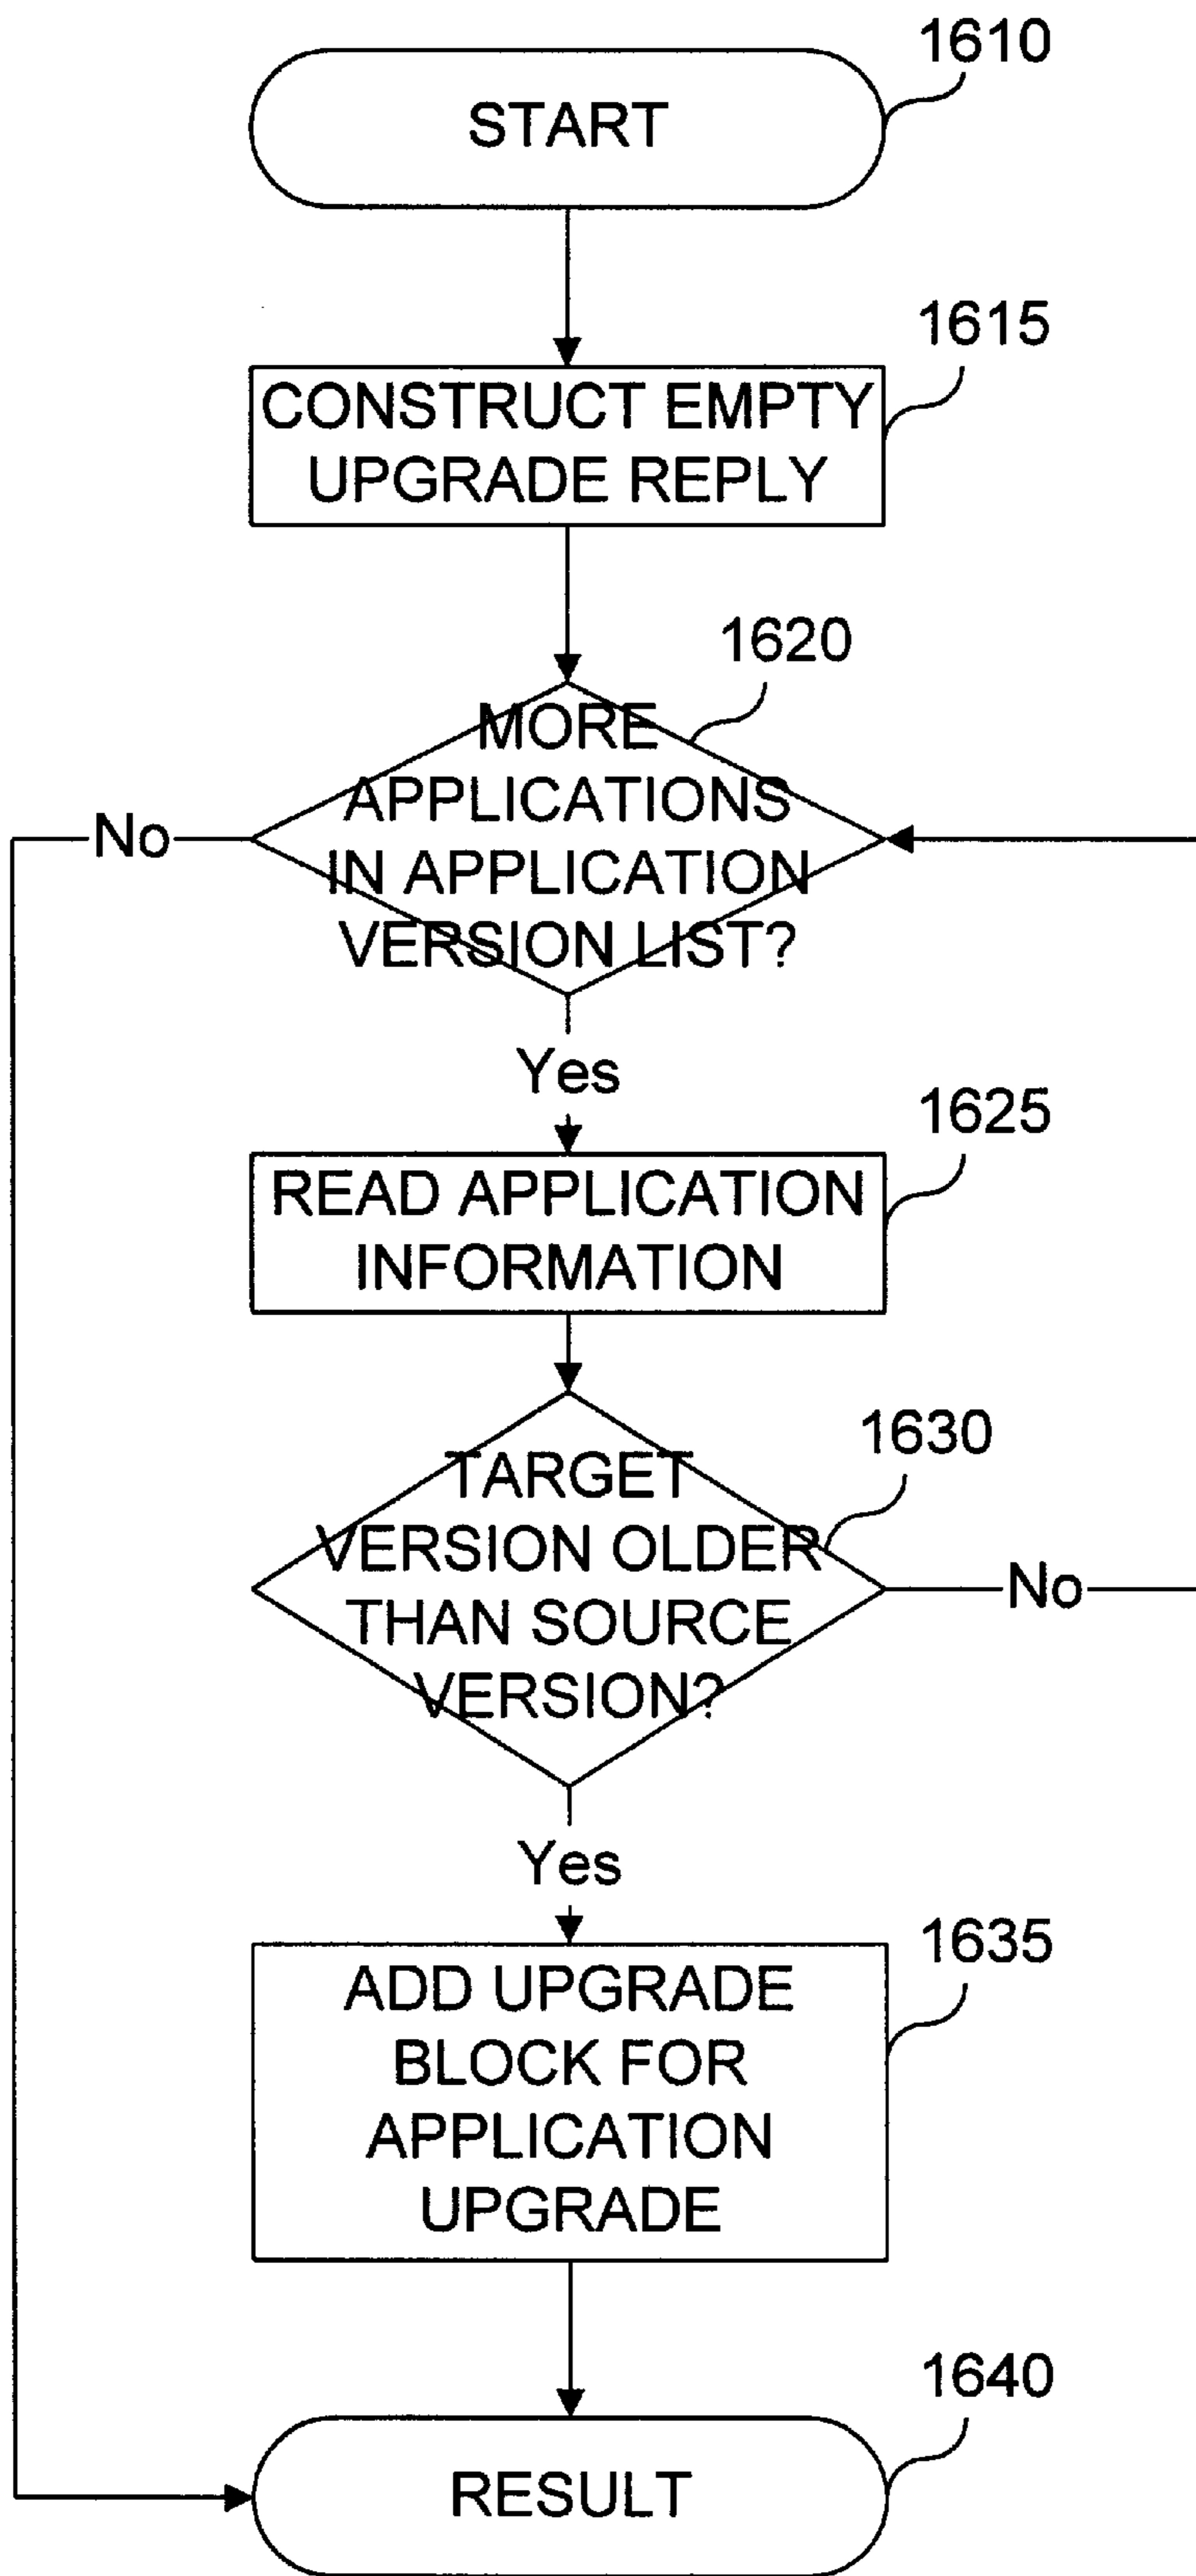 1610
START
1615
CONSTRUCT EMPTY
UPGRADE REPLY
1620
MORE
APPLICATIONS
IN APPLICATION
VERSION LIST?
No
Yes
1625
READ APPLICATION
INFORMATION
1630
TARGET
VERSION OLDER
THAN SOURCE
VERSION?
No
Yes
1635
ADD UPGRADE
BLOCK FOR
APPLICATION
UPGRADE
1640
RESULT